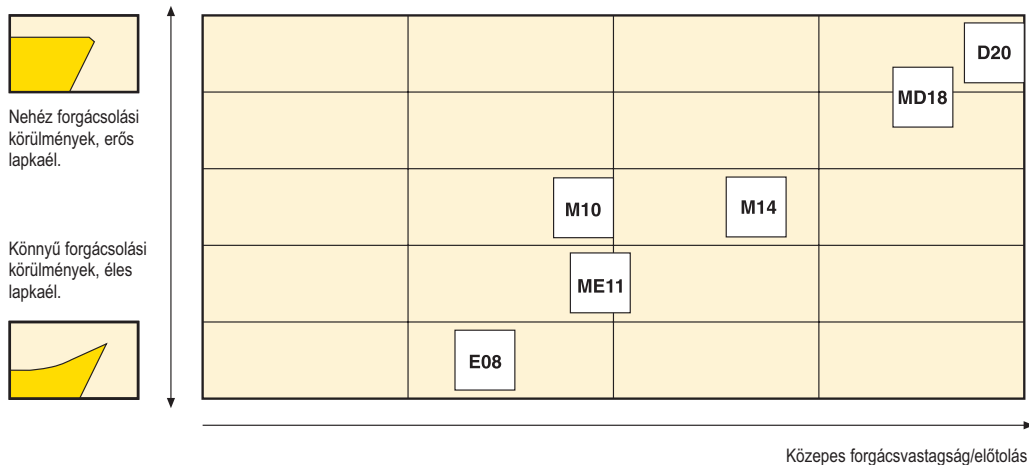 Nehéz forgácsolási
körülmények, erős
lapkaél.
Könnyű forgácsolási
körülmények, éles
lapkaél.
D20
MD18
M10
M14
ME11
E08
Közepes forgácsvastagság/előtolás